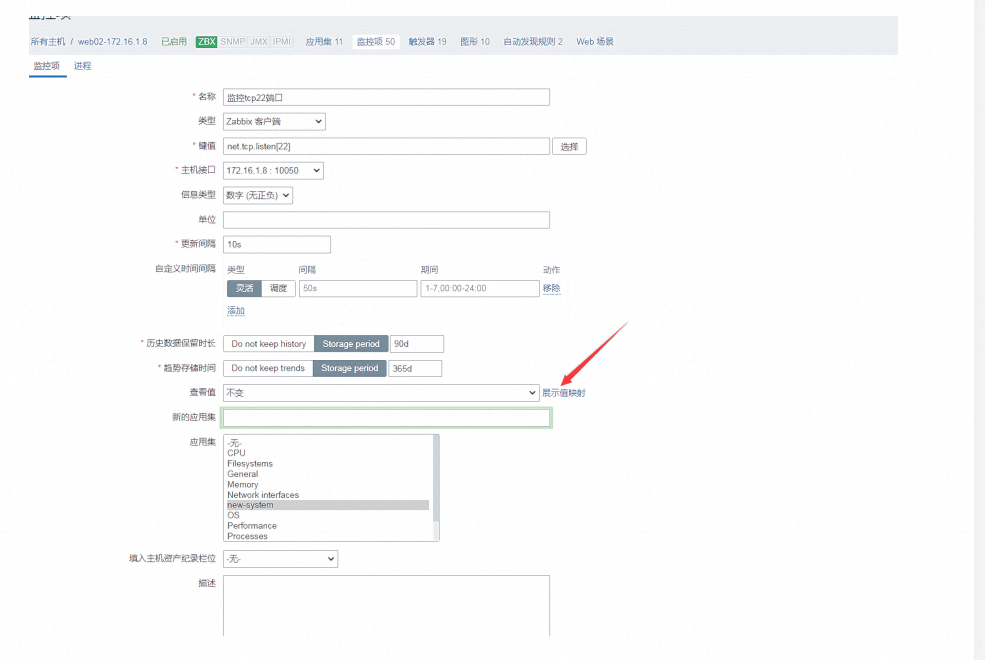 监控项
所有主机 / web02-172.16.1.8 已启用 ZBX SNMP JMX IPMI 应用集 11 监控项 50 触发器 19 图形 10 自动发现规则 2 Web 场景
监控项 进程
* 名称 监控tcp22端口
类型 Zabbix 客户端
* 键值 net.tcp.listen[22] 选择
* 主机接口 172.16.1.8 : 10050
信息类型 数字 (无正负)
单位
* 更新间隔 10s
自定义时间间隔 类型 间隔 期间 动作
灵活 调度 50s 1-7,00:00-24:00 移除
添加
* 历史数据保留时长 Do not keep history Storage period 90d
* 趋势存储时间 Do not keep trends Storage period 365d
查看值 不变 展示值映射
新的应用集
应用集 -无-
CPU
Filesystems
General
Memory
Network interfaces
new-system
OS
Performance
Processes
填入主机资产纪录栏位 -无-
描述